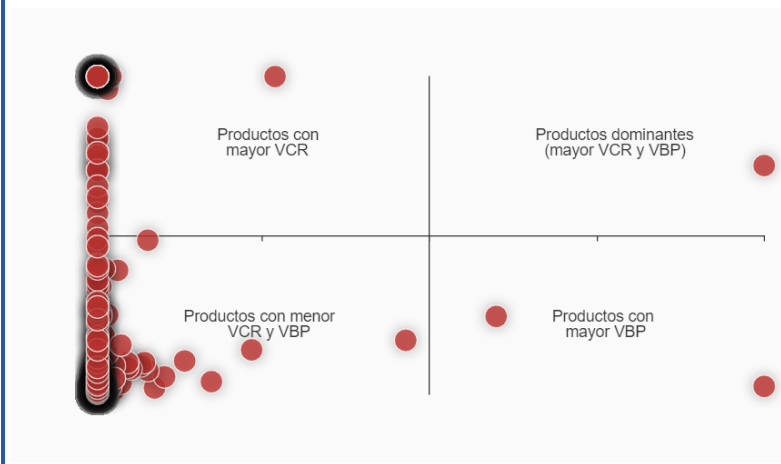 Productos con
mayor VCR
Productos dominantes
(mayor VCR y VBP)
Productos con menor
VCR y VBP
Productos con
mayor VBP